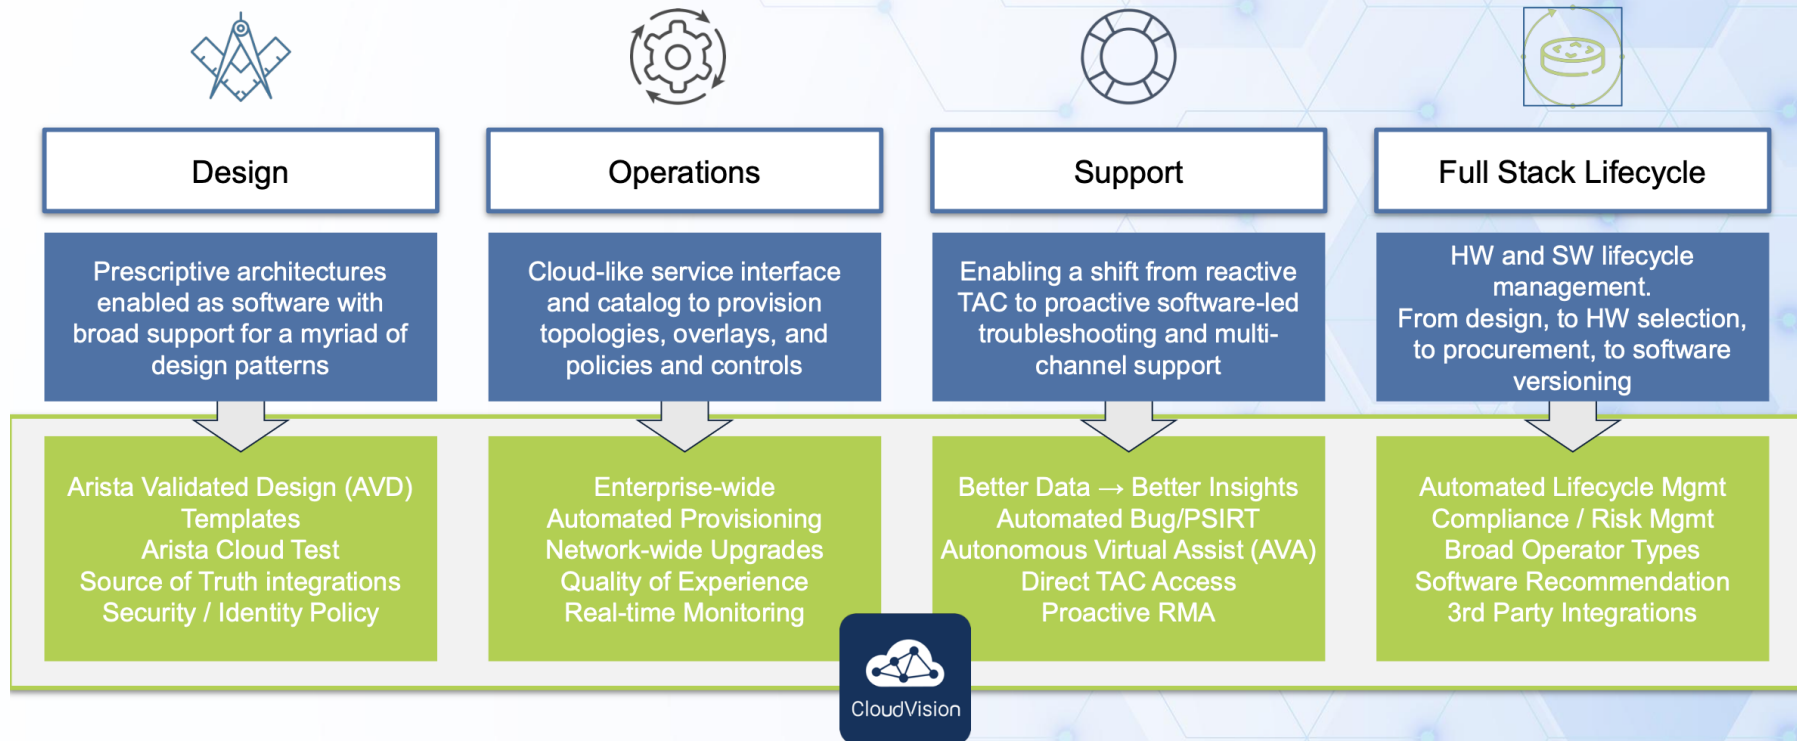 Design
Prescriptive architectures
enabled as software with
broad support for a myriad of
design patterns
Arista Validated Design (AVD)
Templates
Arista Cloud Test
Source of Truth integrations
Security / Identity Policy
Operations
Cloud-like service interface
and catalog to provision
topologies, overlays, and
policies and controls
Enterprise-wide
Automated Provisioning
Network-wide Upgrades
Quality of Experience
Real-time Monitoring
Support
Enabling a shift from reactive
TAC to proactive software-led
troubleshooting and multi-
channel support
Better Data → Better Insights
Automated Bug/PSIRT
Autonomous Virtual Assist (AVA)
Direct TAC Access
Proactive RMA
Full Stack Lifecycle
HW and SW lifecycle
management.
From design, to HW selection,
to procurement, to software
versioning
Automated Lifecycle Mgmt
Compliance / Risk Mgmt
Broad Operator Types
Software Recommendation
3rd Party Integrations
CloudVision